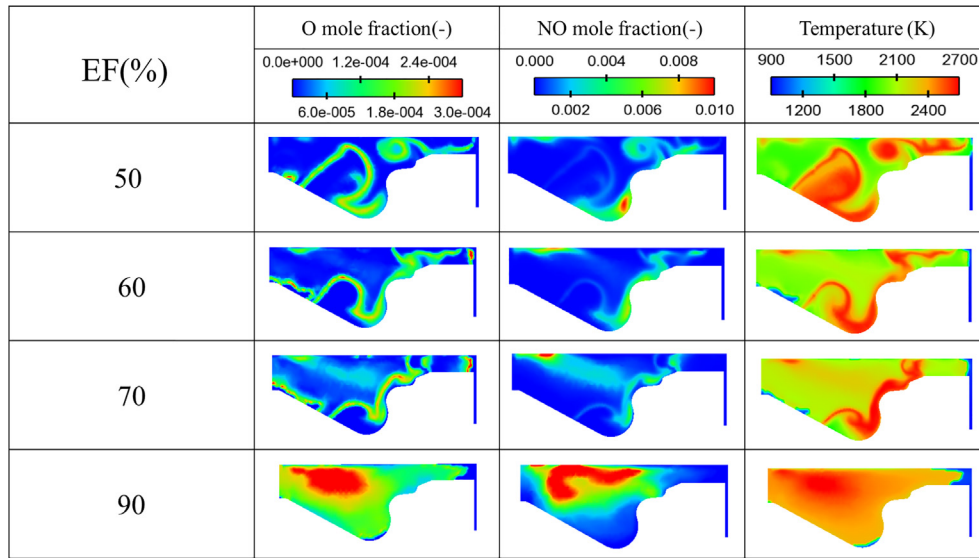 EF(%)
O mole fraction(-)
NO mole fraction(-)
Temperature (K)
0.0e+000 1.2e-004 2.4e-004
6.0e-005 1.8e-004 3.0e-004
0.000 0.004 0.008
0.002 0.006 0.010
900 1500 2100 2700
1200 1800 2400
50
60
70
90